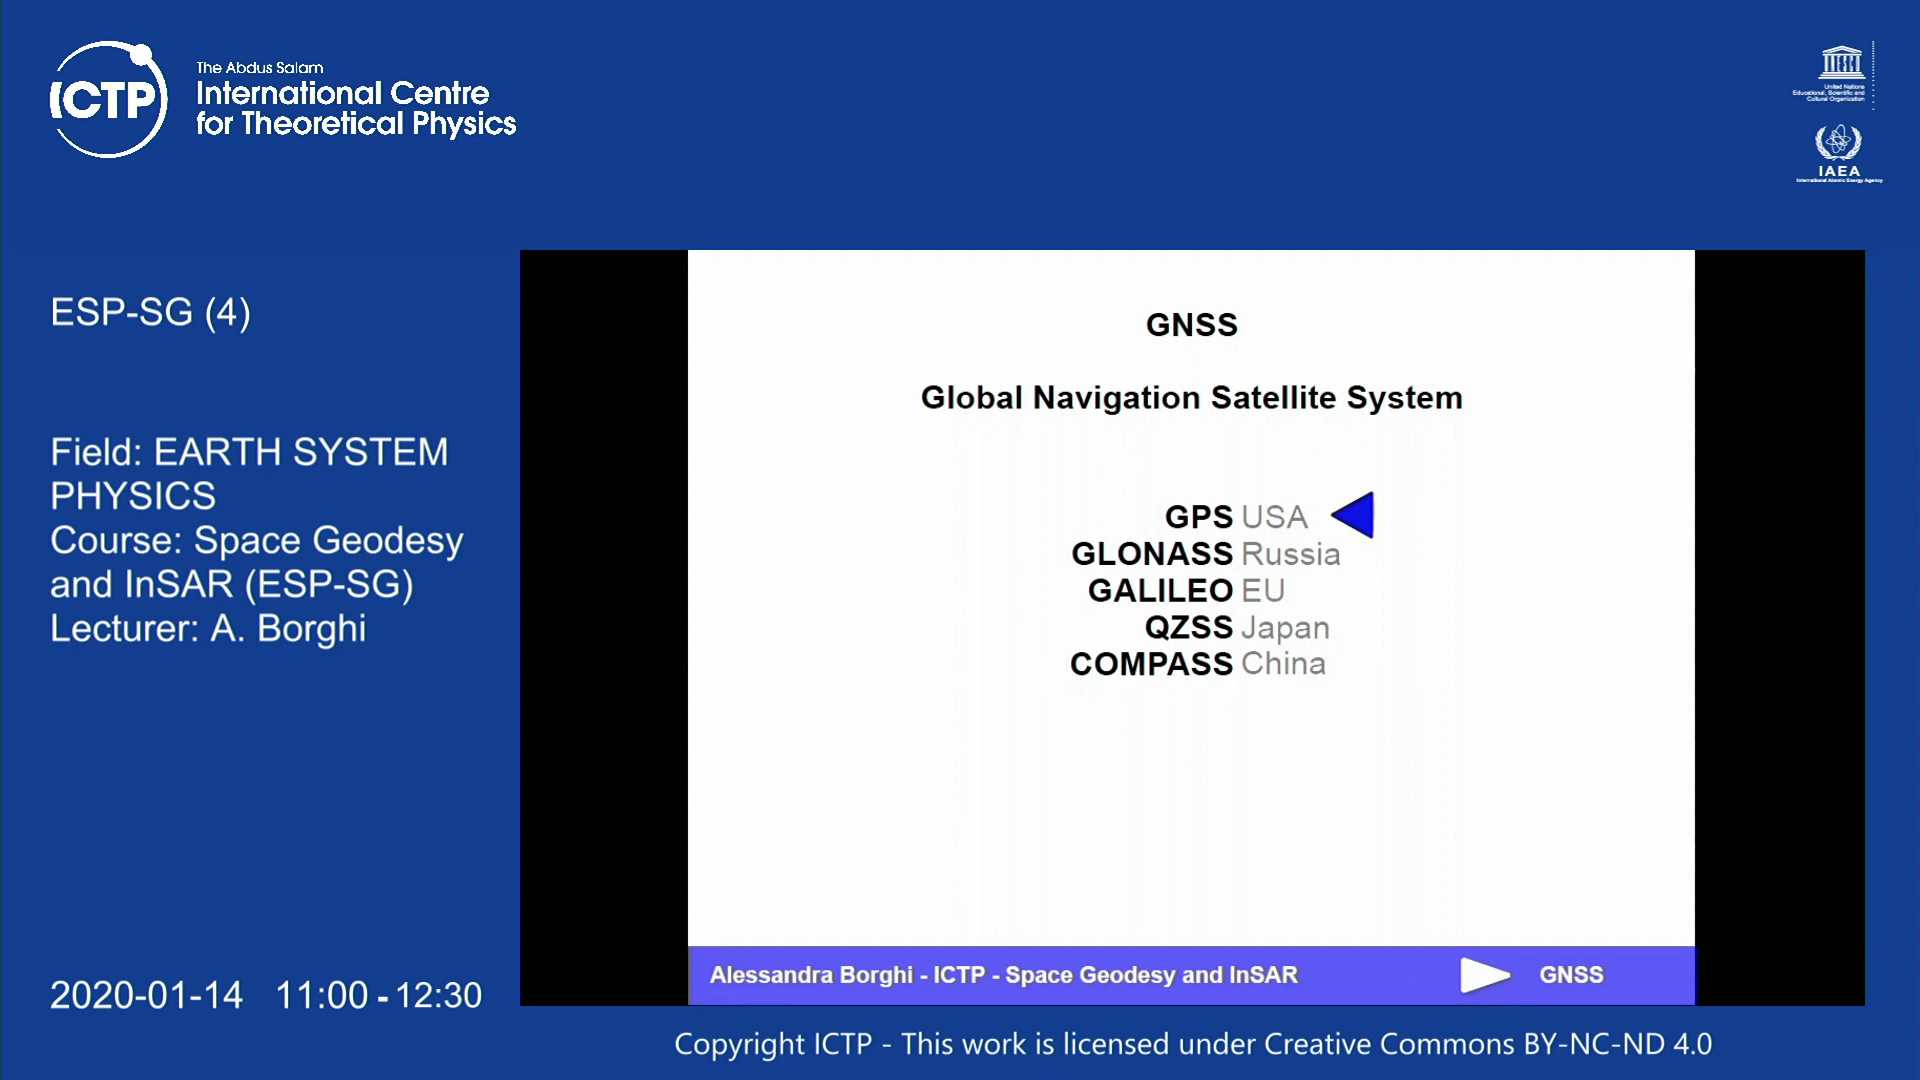 ICTP
The Abdus Salam
International Centre
for Theoretical Physics
United Nations
Educational, Scientific and
Cultural Organization
IAEA
International Atomic Energy Agency
ESP-SG (4)
Field: EARTH SYSTEM
PHYSICS
Course: Space Geodesy
and InSAR (ESP-SG)
Lecturer: A. Borghi
2020-01-14 11:00 - 12:30
GNSS
Global Navigation Satellite System
GPS USA
GLONASS Russia
GALILEO EU
QZSS Japan
COMPASS China
Alessandra Borghi - ICTP - Space Geodesy and InSAR GNSS
Copyright ICTP - This work is licensed under Creative Commons BY-NC-ND 4.0